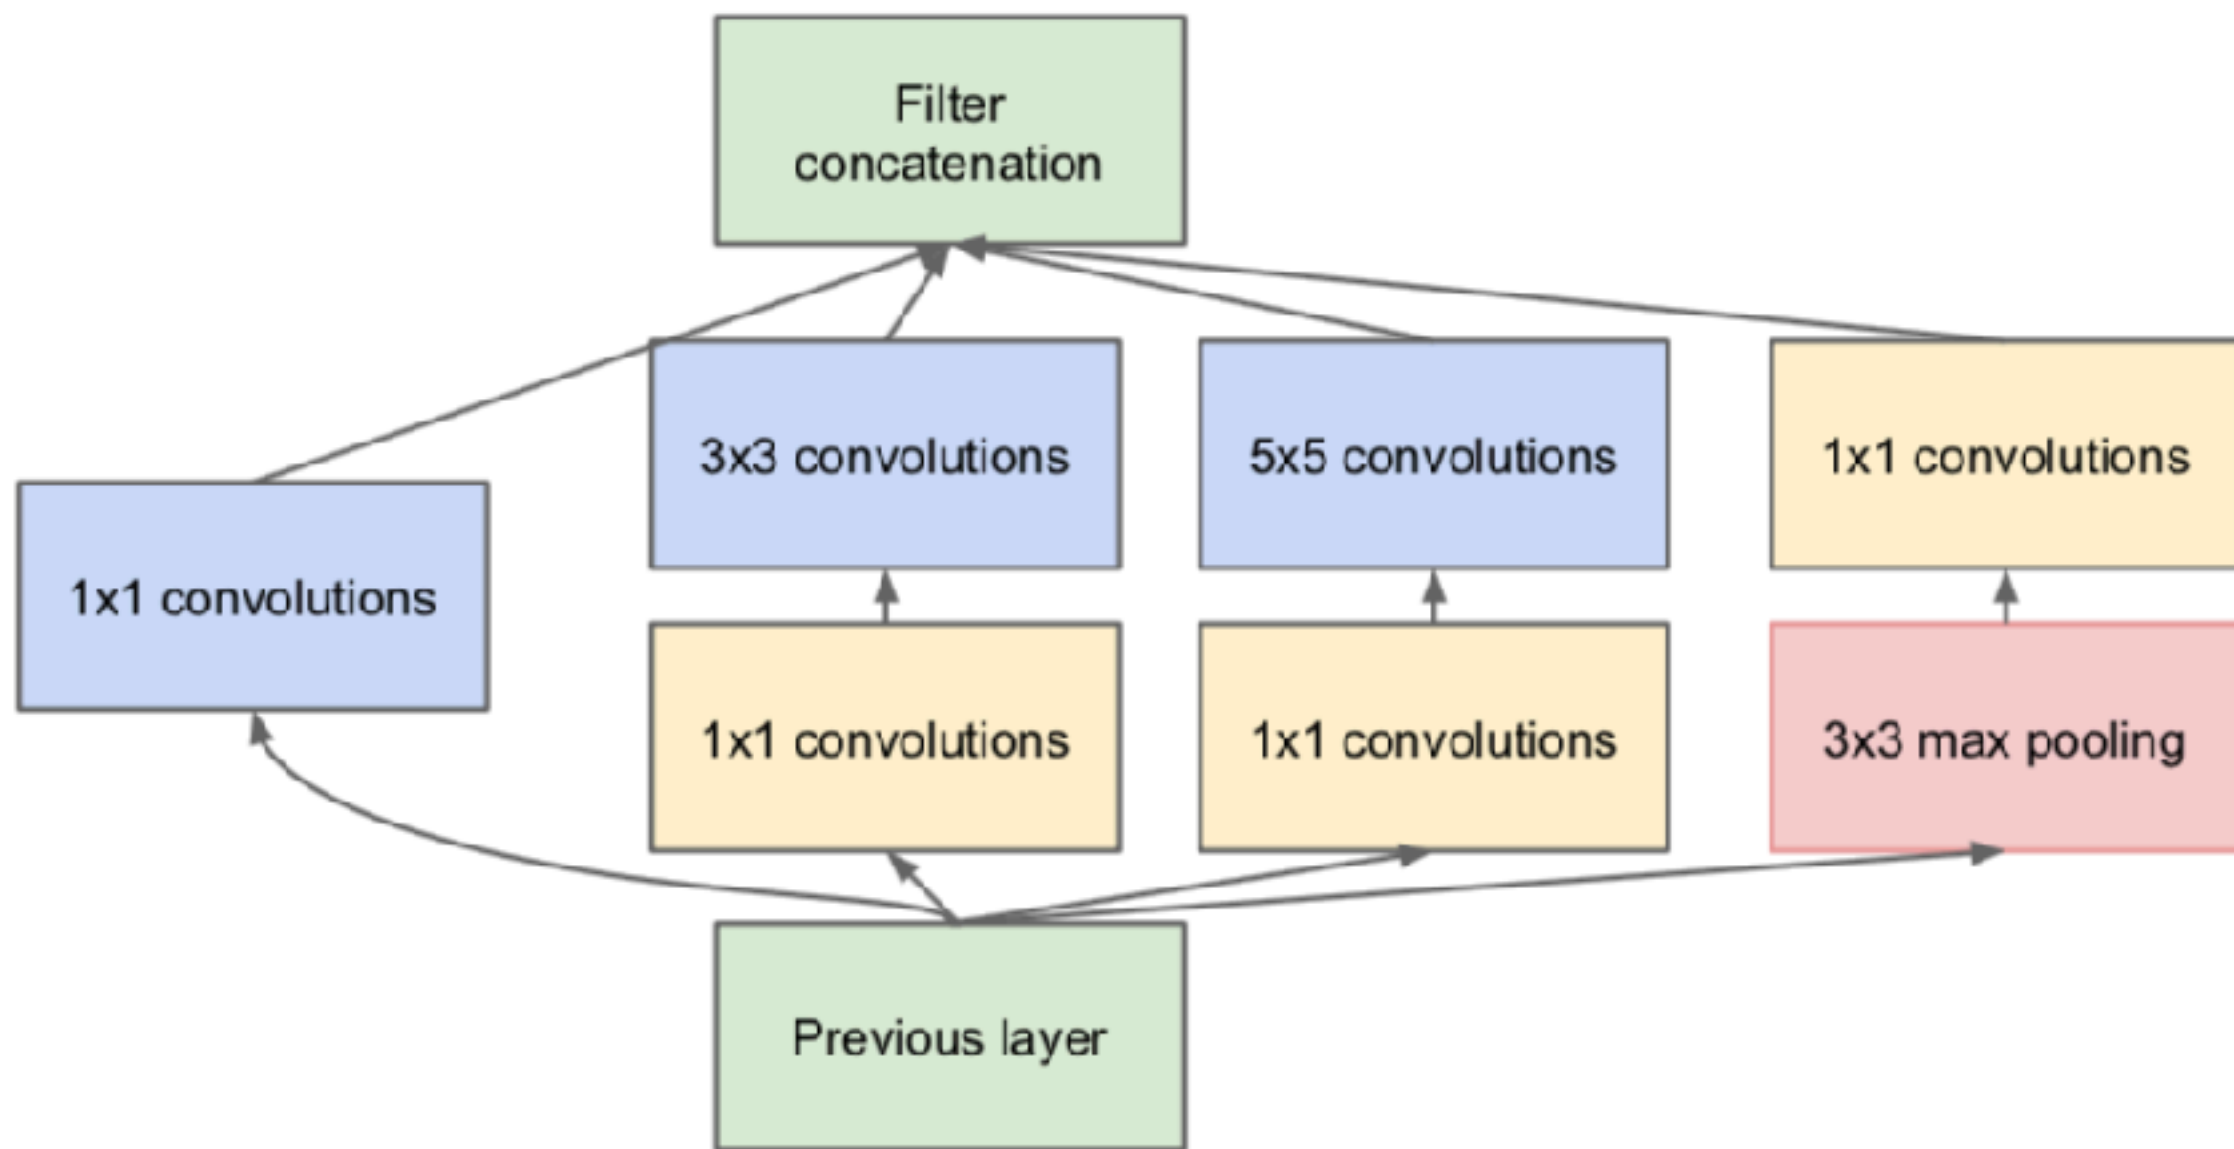 Filter
concatenation
3x3 convolutions
5x5 convolutions
1x1 convolutions
1x1 convolutions
1x1 convolutions
1x1 convolutions
3x3 max pooling
Previous layer